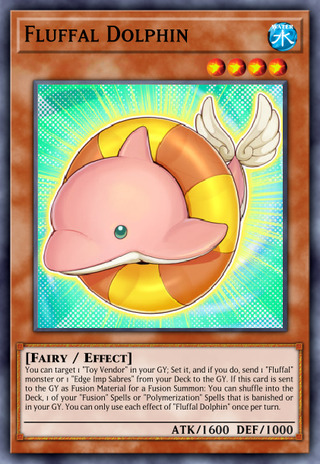 Fluffal Dolphin
WATER
水
[Fairy / Effect]
You can target 1 "Toy Vendor" in your GY; Set it, and if you do, send 1 "Fluffal"
monster or 1 "Edge Imp Sabres" from your Deck to the GY. If this card is sent
to the GY as Fusion Material for a Fusion Summon: You can shuffle into the
Deck, 1 of your "Fusion" Spells or "Polymerization" Spells that is banished or
in your GY. You can only use each effect of "Fluffal Dolphin" once per turn.
ATK/1600 DEF/1000